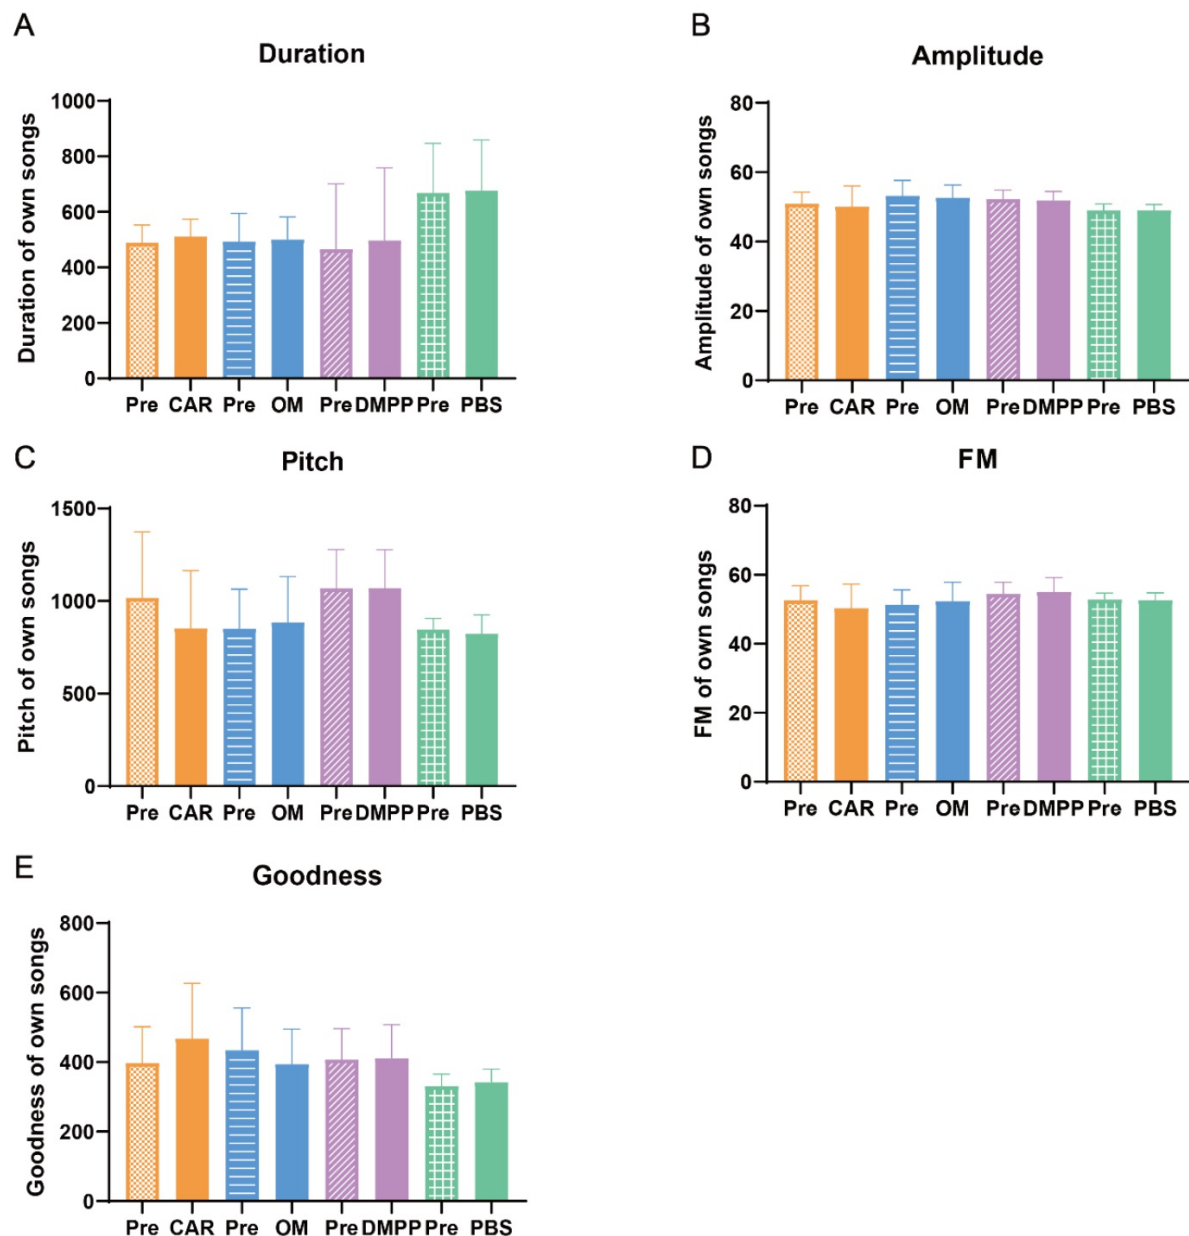 A
Duration
Duration of own songs
1000
800
600
400
200
0
Pre CAR Pre OM Pre DMPP Pre PBS
B
Amplitude
Amplitude of own songs
80
60
40
20
0
Pre CAR Pre OM Pre DMPP Pre PBS
C
Pitch
Pitch of own songs
1500
1000
500
0
Pre CAR Pre OM Pre DMPP Pre PBS
D
FM
FM of own songs
80
60
40
20
0
Pre CAR Pre OM Pre DMPP Pre PBS
E
Goodness
Goodness of own songs
800
600
400
200
0
Pre CAR Pre OM Pre DMPP Pre PBS